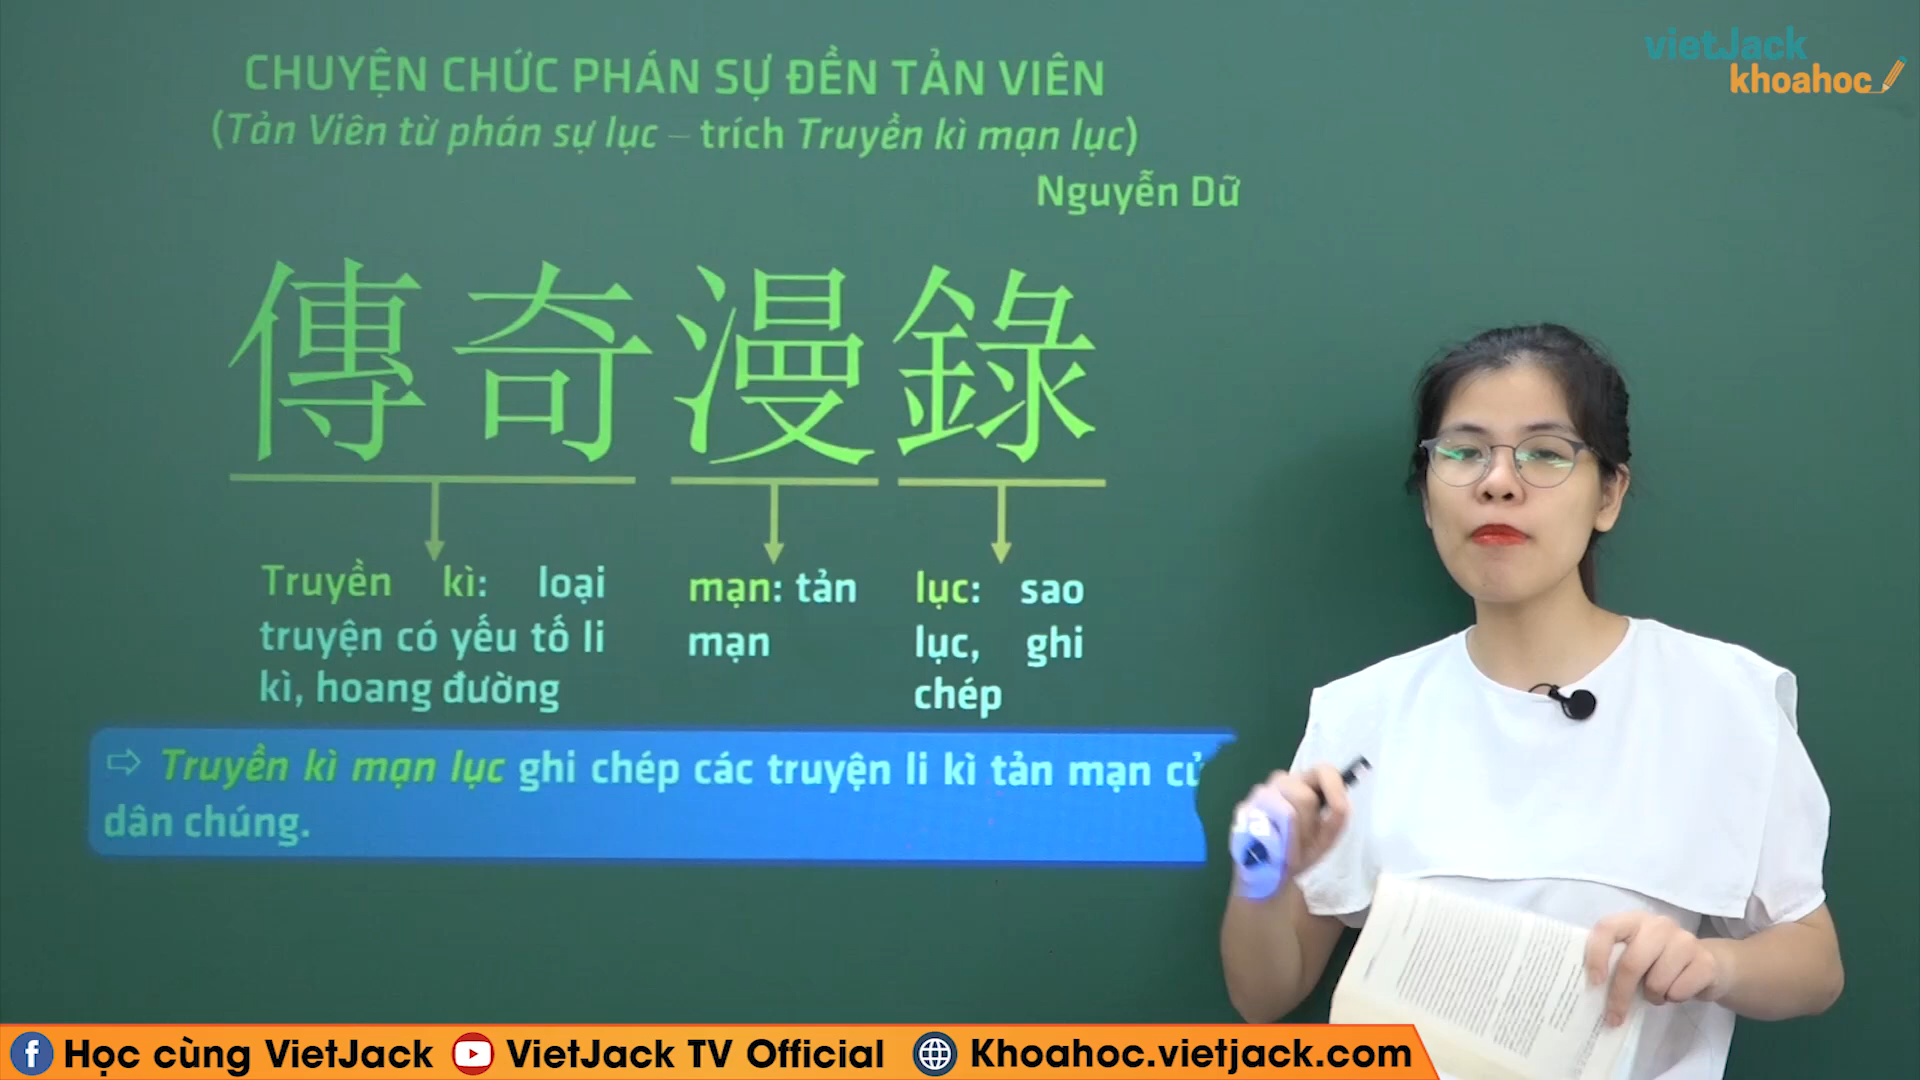 vietJack
khoahoc
CHUYỆN CHỨC PHÁN SỰ ĐỀN TẢN VIÊN
(Tản Viên từ phán sự lục – trích Truyền kì mạn lục)
Nguyễn Dữ
傳奇漫錄
Truyền kì: loại
truyện có yếu tố li
kì, hoang đường
mạn: tản
mạn
lục: sao
lục, ghi
chép
⇨ Truyền kì mạn lục ghi chép các truyện li kì tản mạn củ
dân chúng.
Học cùng VietJack
VietJack TV Official
Khoahoc.vietjack.com